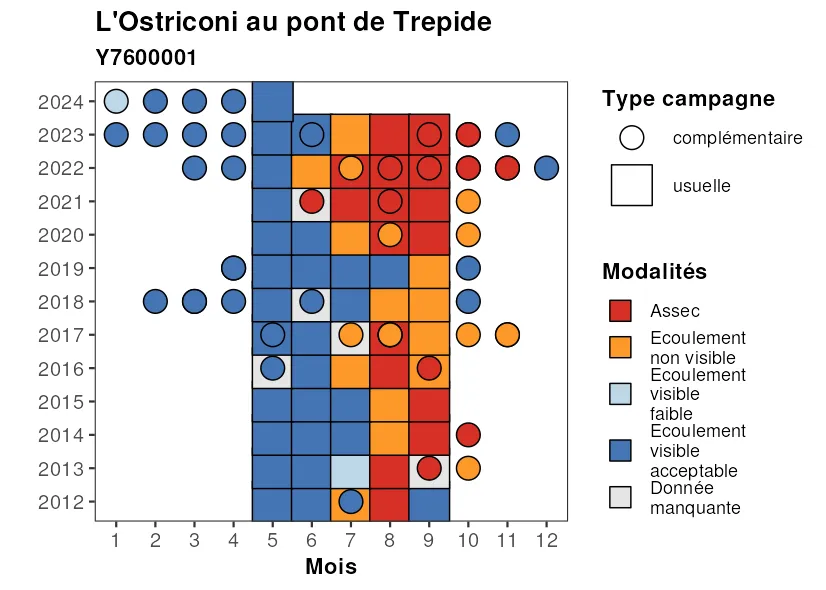 L'Ostriconi au pont de Trepide
Y7600001
2024
2023
2022
2021
2020
2019
2018
2017
2016
2015
2014
2013
2012
1 2 3 4 5 6 7 8 9 10 11 12
Mois
Type campagne
complémentaire
usuelle
Modalités
Assec
Ecoulement
non visible
Ecoulement
visible
faible
Ecoulement
visible
acceptable
Donnée
manquante